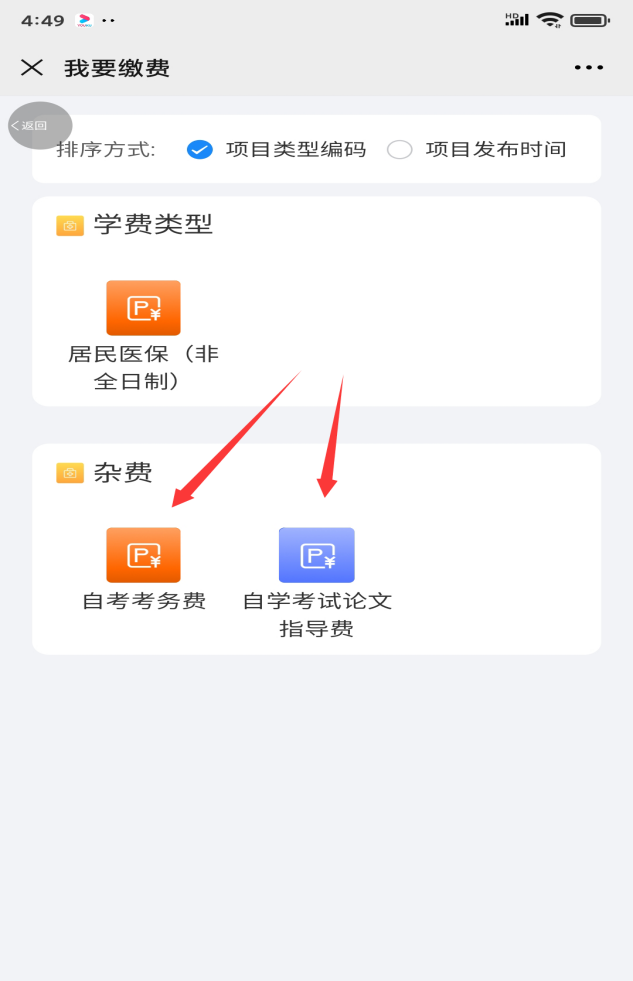 4:49
HD
我要缴费
返回
排序方式: 项目类型编码 项目发布时间
学费类型
P¥
居民医保（非
全日制）
杂费
P¥ P¥
自考考务费 自学考试论文
指导费